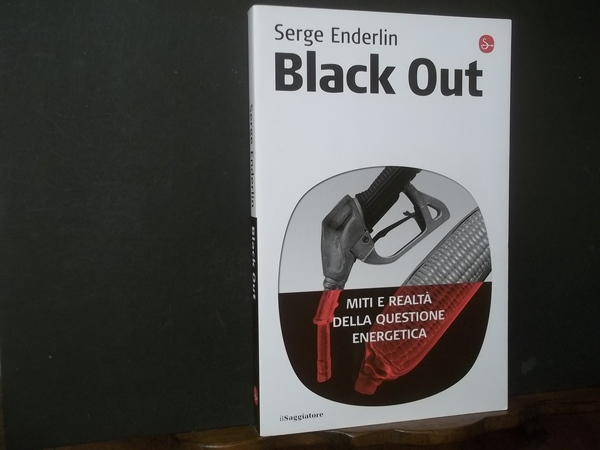 Serge Enderlin
Black Out
MITI E REALTÀ
DELLA QUESTIONE
ENERGETICA
ilSaggiatore
Serge Enderlin Black Out